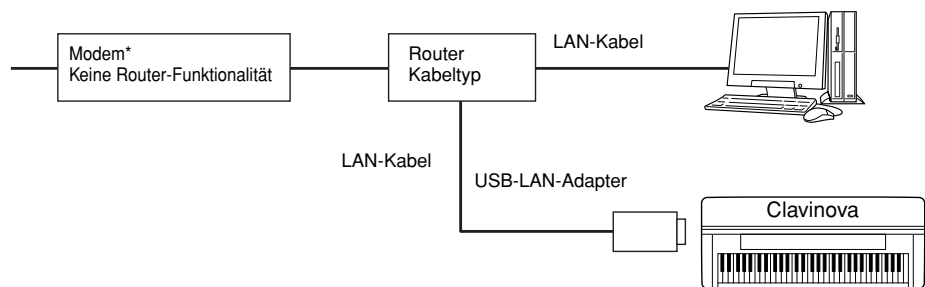 Modem*
Keine Router-Funktionalität
Router
Kabeltyp
LAN-Kabel
LAN-Kabel
USB-LAN-Adapter
Clavinova